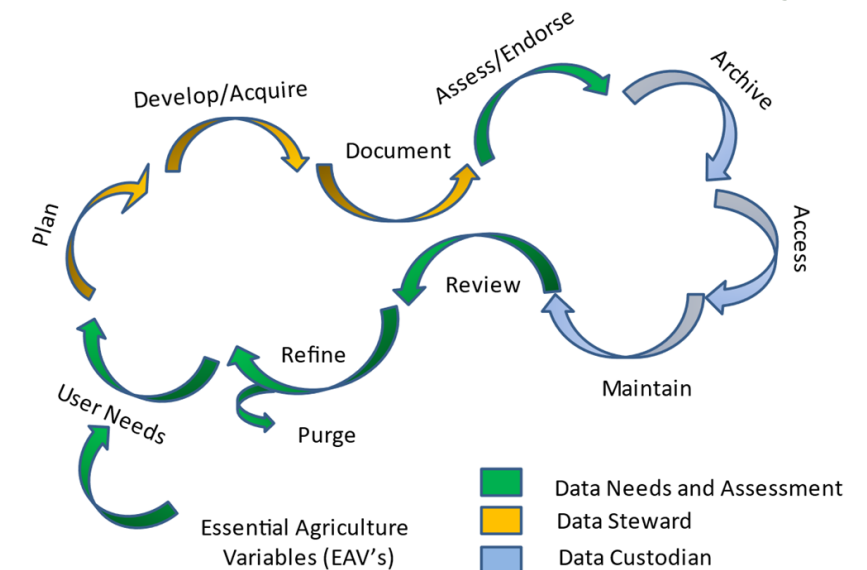 Assess/Endorse
Archive
Develop/Acquire
Document
Plan
Access
Review
Refine
Maintain
User Needs
Purge
Data Needs and Assessment
Essential Agriculture
Variables (EAV's)
Data Steward
Data Custodian